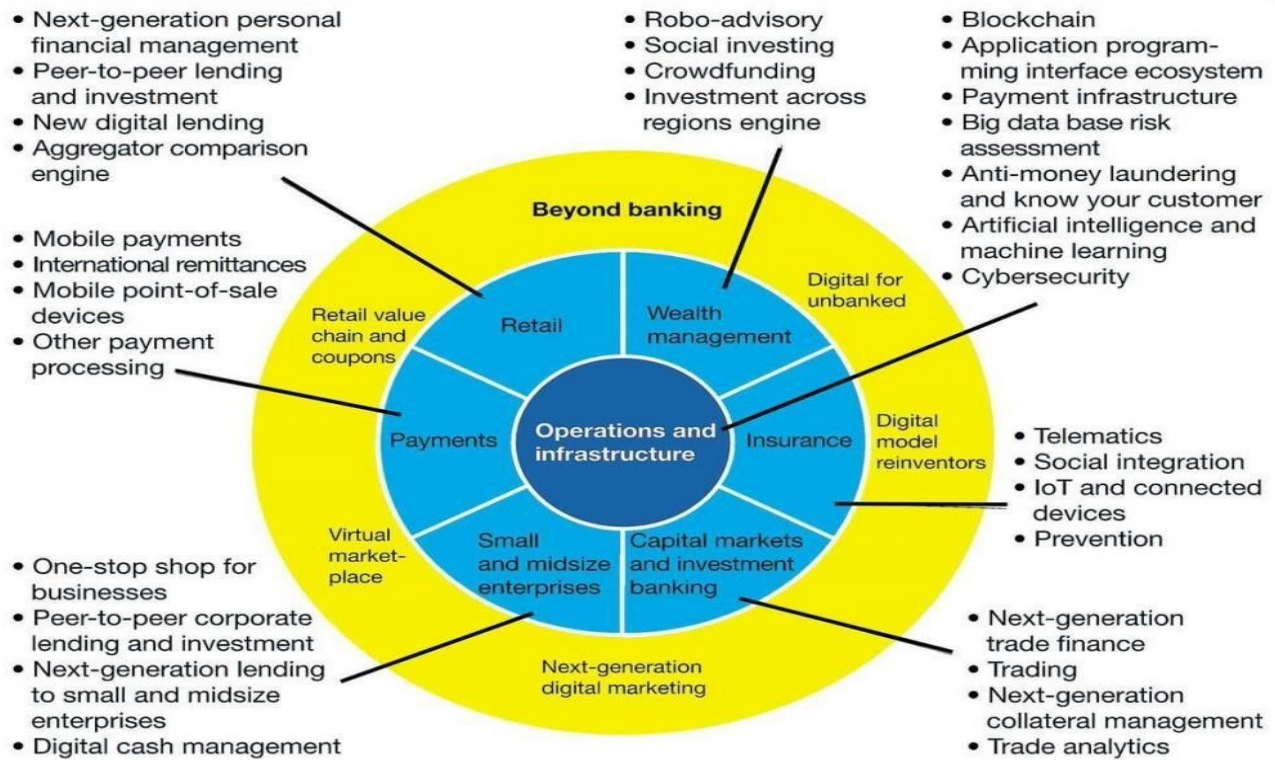 • Next-generation personal
financial management
• Peer-to-peer lending
and investment
• New digital lending
• Aggregator comparison
engine
• Robo-advisory
• Social investing
• Crowdfunding
• Investment across
regions engine
• Blockchain
• Application program-
ming interface ecosystem
• Payment infrastructure
• Big data base risk
assessment
• Anti-money laundering
and know your customer
• Artificial intelligence and
machine learning
• Cybersecurity
• Mobile payments
• International remittances
• Mobile point-of-sale
devices
• Other payment
processing
Beyond banking
Digital for
unbanked
Retail value
chain and
coupons
Retail
Wealth
management
Payments
Operations and
infrastructure
Insurance
Digital
model
reinventors
• Telematics
• Social integration
• IoT and connected
devices
• Prevention
Virtual
market-
place
Small
and midsize
enterprises
Capital markets
and investment
banking
Next-generation
digital marketing
• One-stop shop for
businesses
• Peer-to-peer corporate
lending and investment
• Next-generation lending
to small and midsize
enterprises
• Digital cash management
• Next-generation
trade finance
• Trading
• Next-generation
collateral management
• Trade analytics